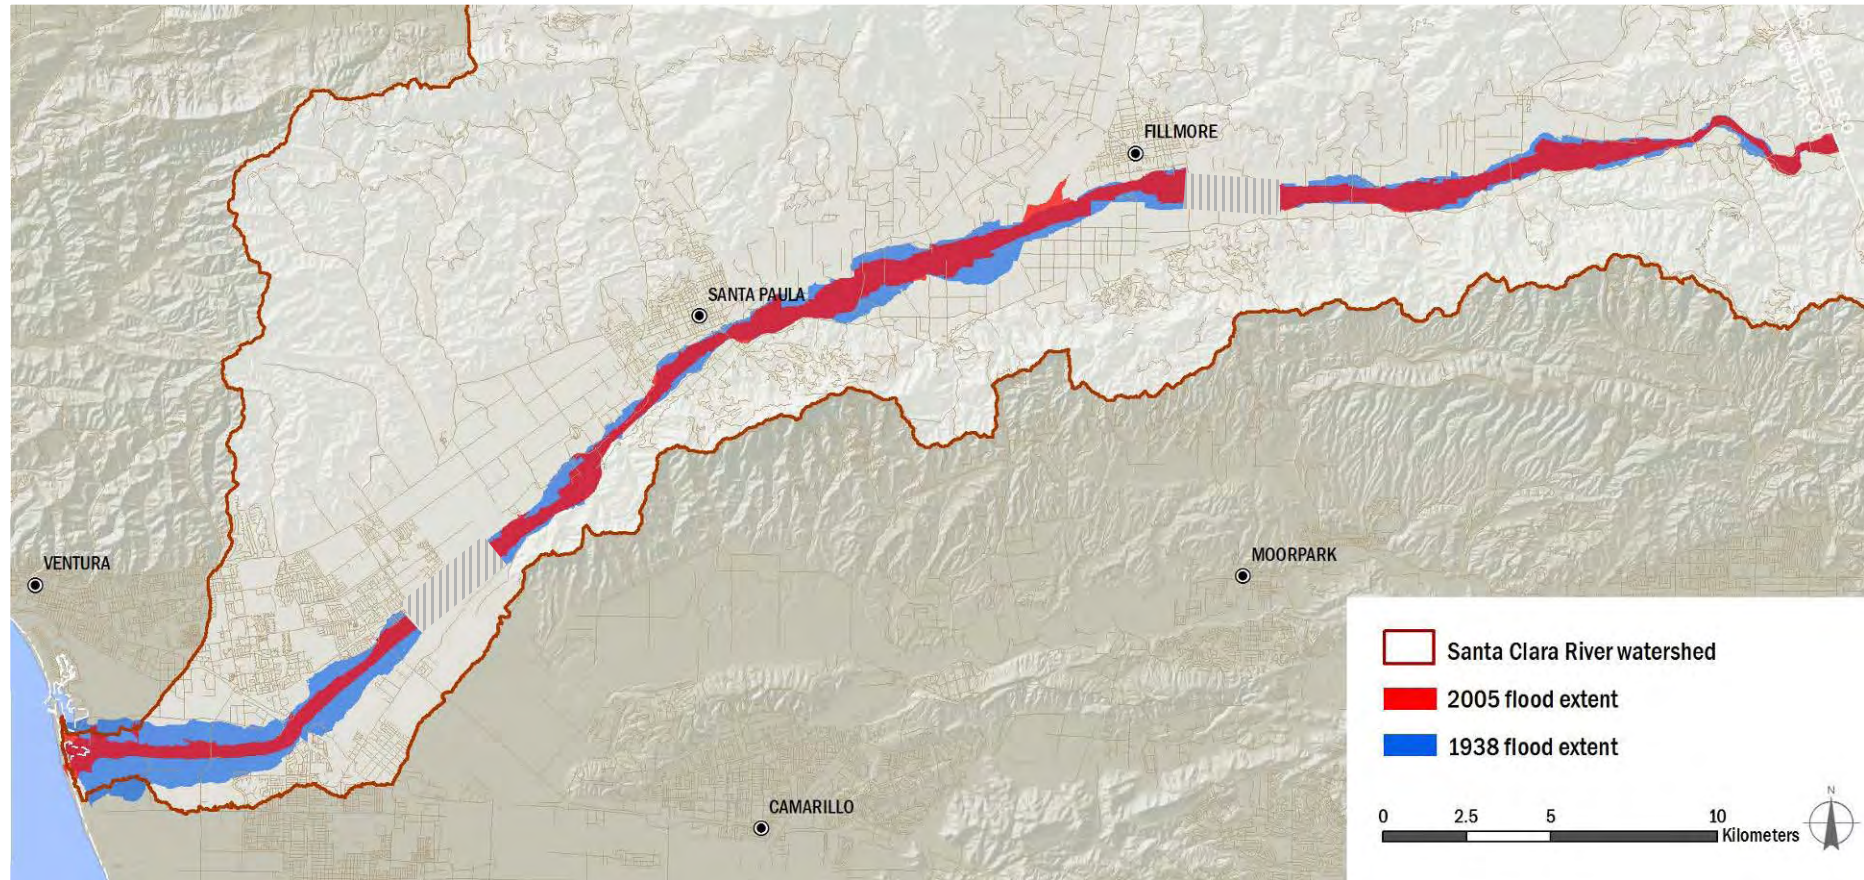 FILLMORE
SANTA PAULA
VENTURA
MOORPARK
CAMARILLO
Santa Clara River watershed
2005 flood extent
1938 flood extent
N
0 2.5 5 10
Kilometers